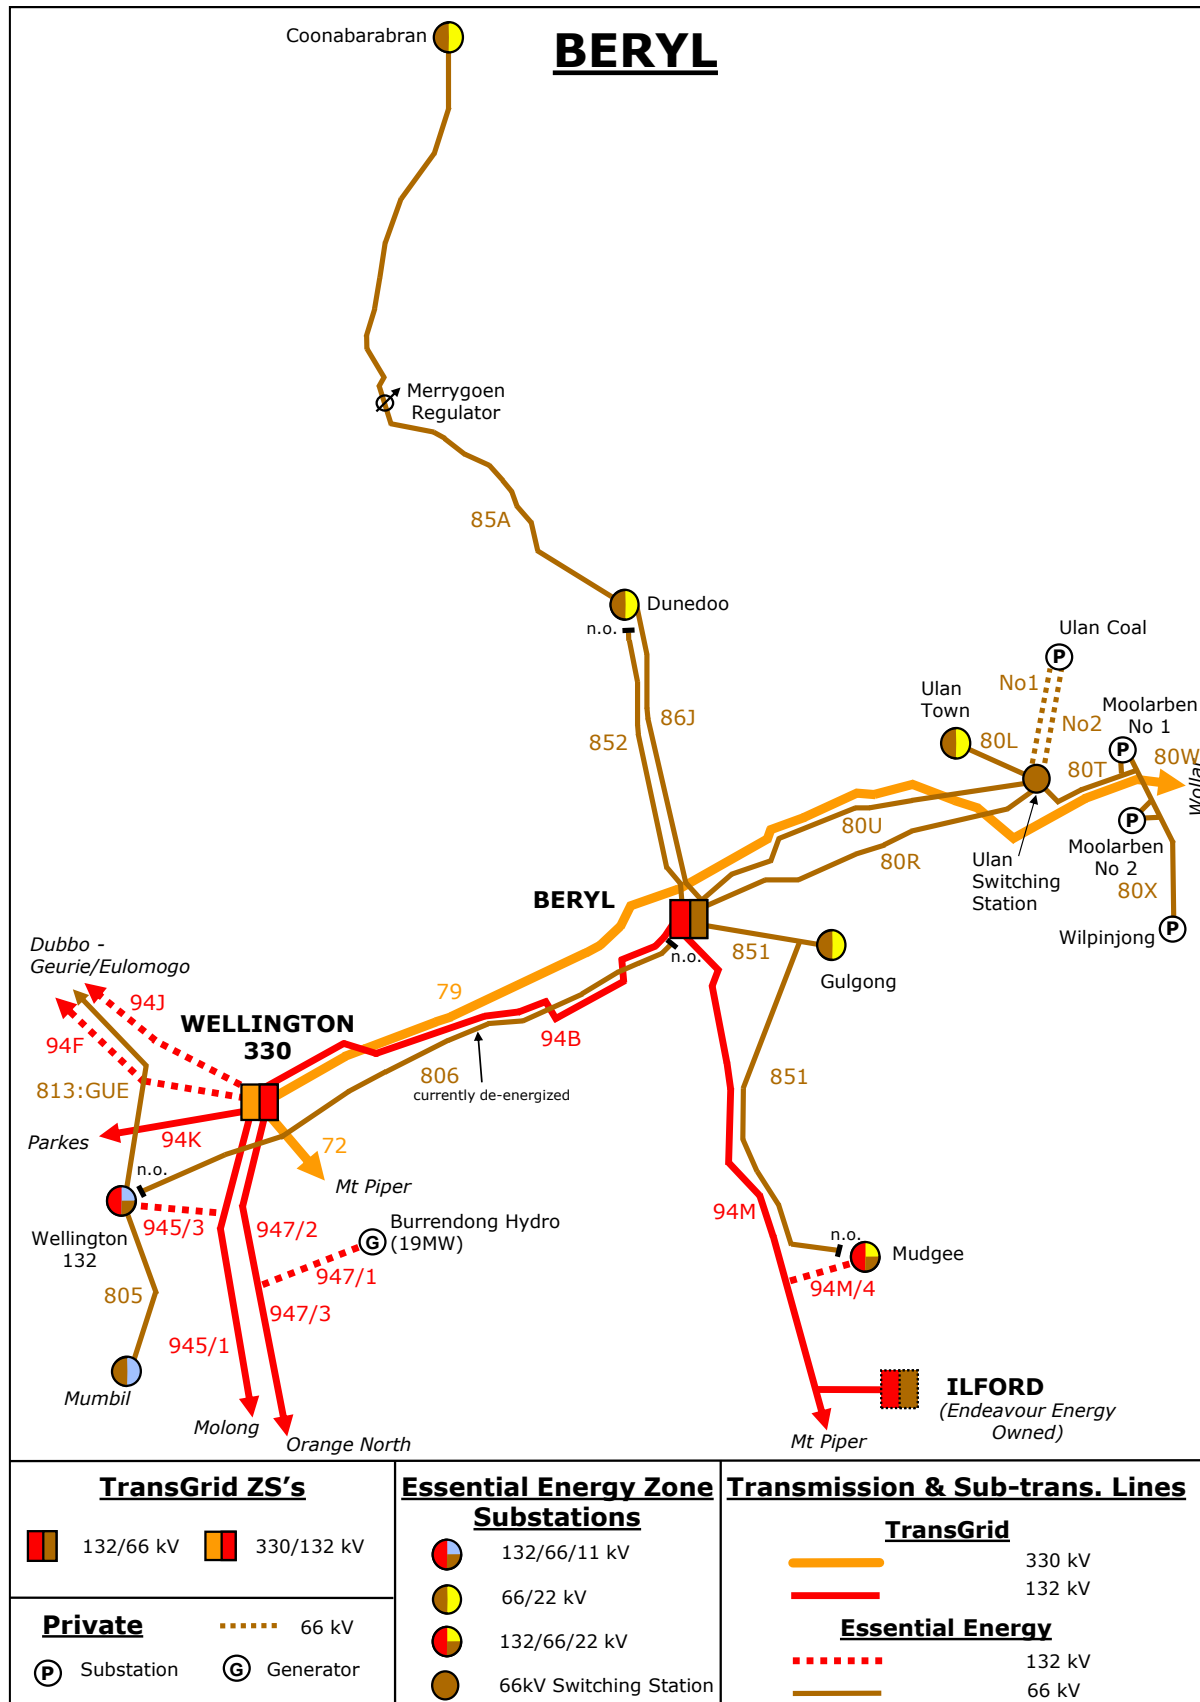 BERYL
Coonabarabran
Merrygoen
Regulator
85A
Dunedoo
n.o.
86J
852
Ulan Coal
No1
No2
Ulan
Town
80L
Moolarben
No 1
80T
80W
Wollar
80U
80R
Ulan
Switching
Station
Moolarben
No 2
80X
Wilpinjong
BERYL
n.o.
851
Gulgong
Dubbo -
Geurie/Eulomogo
94J
94F
WELLINGTON
330
79
94B
806
currently de-energized
813:GUE
Parkes
94K
72
Mt Piper
851
n.o.
Wellington
132
945/3
947/2
Burrendong Hydro
(19MW)
947/1
94M
n.o.
Mudgee
94M/4
805
947/3
945/1
Mumbil
Molong
Orange North
ILFORD
(Endeavour Energy
Owned)
Mt Piper
TransGrid ZS's
132/66 kV
330/132 kV
Private
66 kV
P Substation
G Generator
Essential Energy Zone
Substations
132/66/11 kV
66/22 kV
132/66/22 kV
66kV Switching Station
Transmission & Sub-trans. Lines
TransGrid
330 kV
132 kV
Essential Energy
132 kV
66 kV
P
P
P
P
G